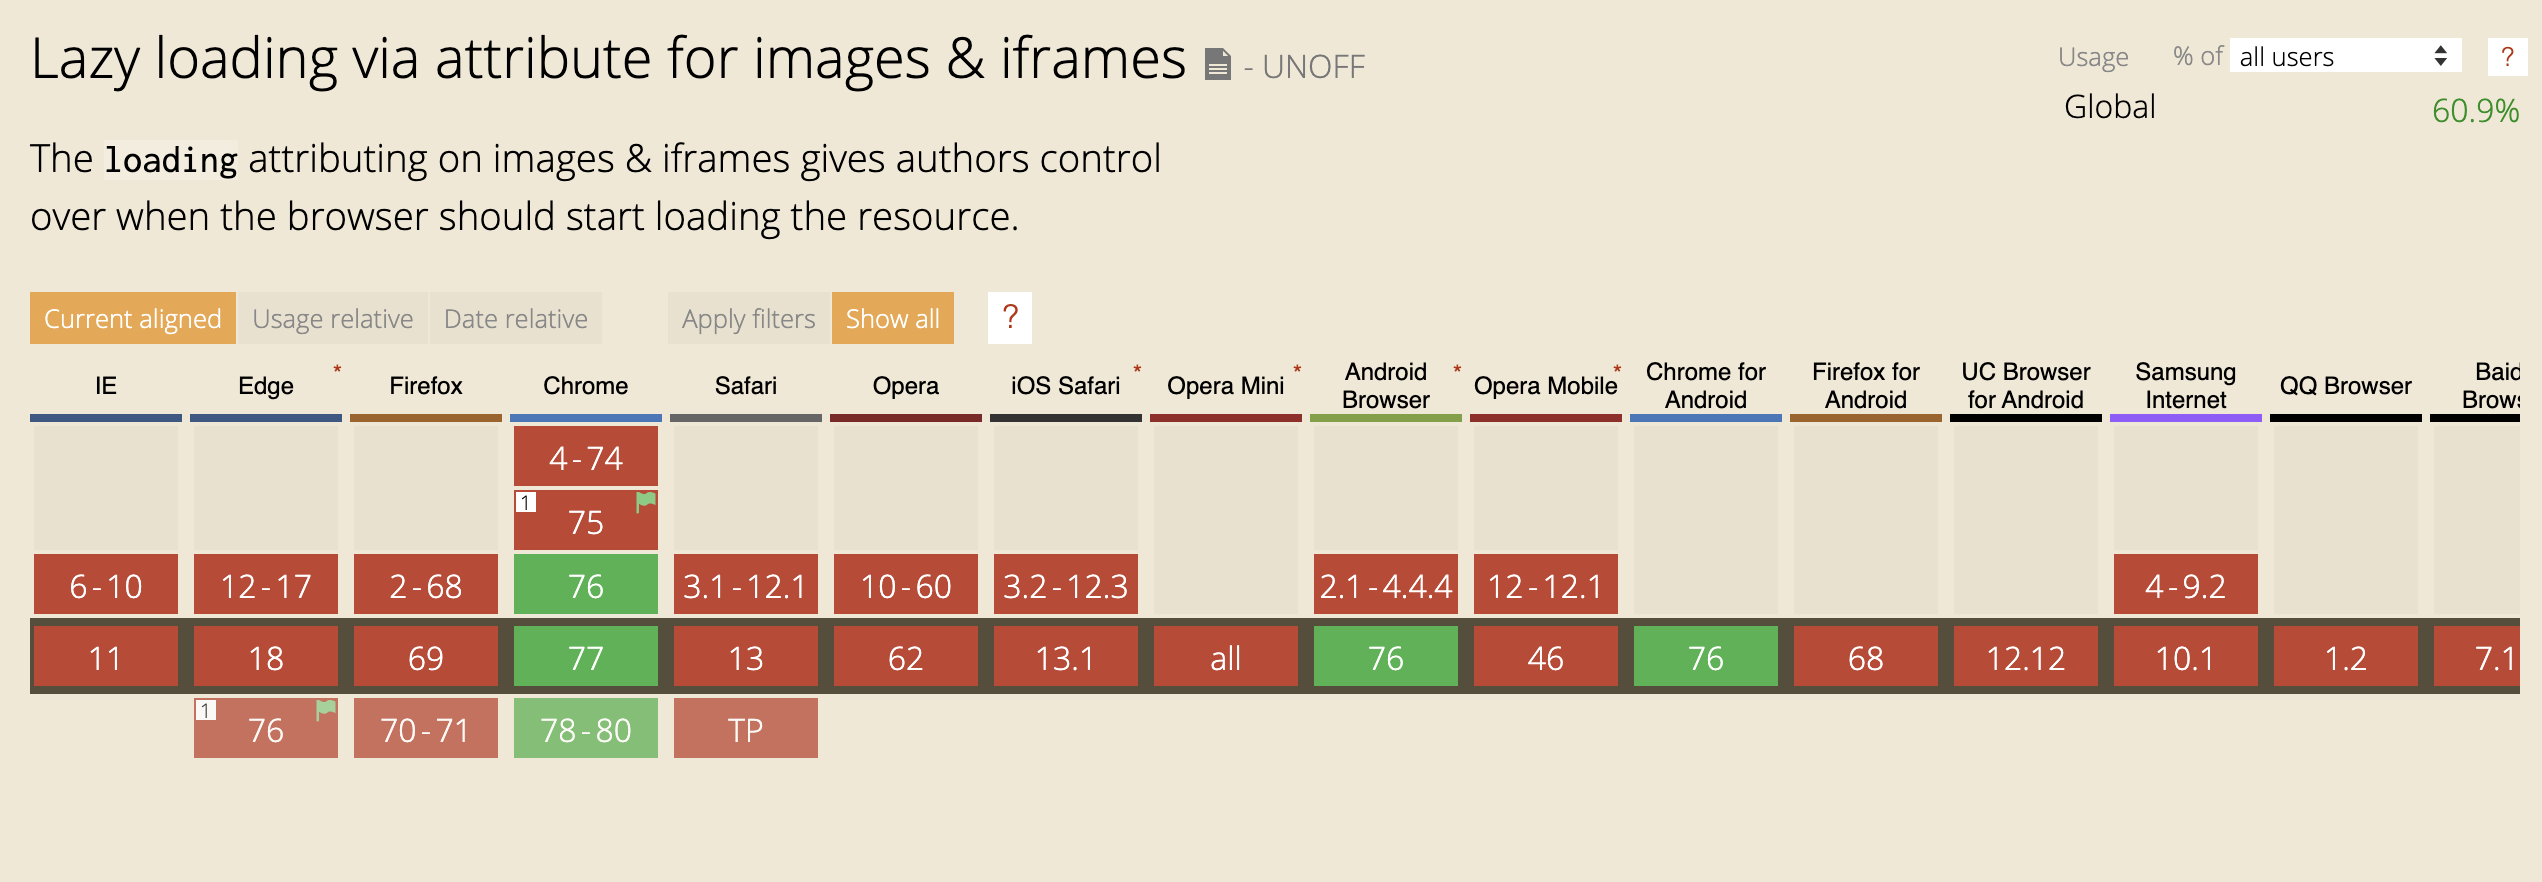 Lazy loading via attribute for images & iframes - UNOFF
Usage % of all users ?
Global 60.9%
The loading attributing on images & iframes gives authors control
over when the browser should start loading the resource.
Current aligned Usage relative Date relative Apply filters Show all ?
IE Edge * Firefox Chrome Safari Opera iOS Safari * Opera Mini * Android Browser * Opera Mobile * Chrome for Android Firefox for Android UC Browser for Android Samsung Internet QQ Browser Baid Brows
4-74
1 75
6-10 12-17 2-68 76 3.1-12.1 10-60 3.2-12.3 2.1-4.4.4 12-12.1 4-9.2
11 18 69 77 13 62 13.1 all 76 46 76 68 12.12 10.1 1.2 7.1
1 76 70-71 78-80 TP